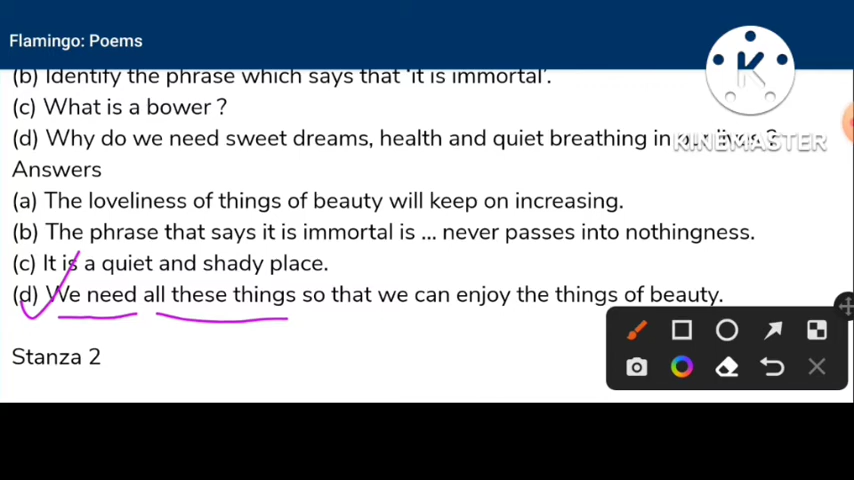 Flamingo: Poems
(b) Identify the phrase which says that 'it is immortal'.
(c) What is a bower ?
(d) Why do we need sweet dreams, health and quiet breathing in our lives ?
KINEMASTER
Answers
(a) The loveliness of things of beauty will keep on increasing.
(b) The phrase that says it is immortal is ... never passes into nothingness.
(c) It is a quiet and shady place.
(d) We need all these things so that we can enjoy the things of beauty.
Stanza 2